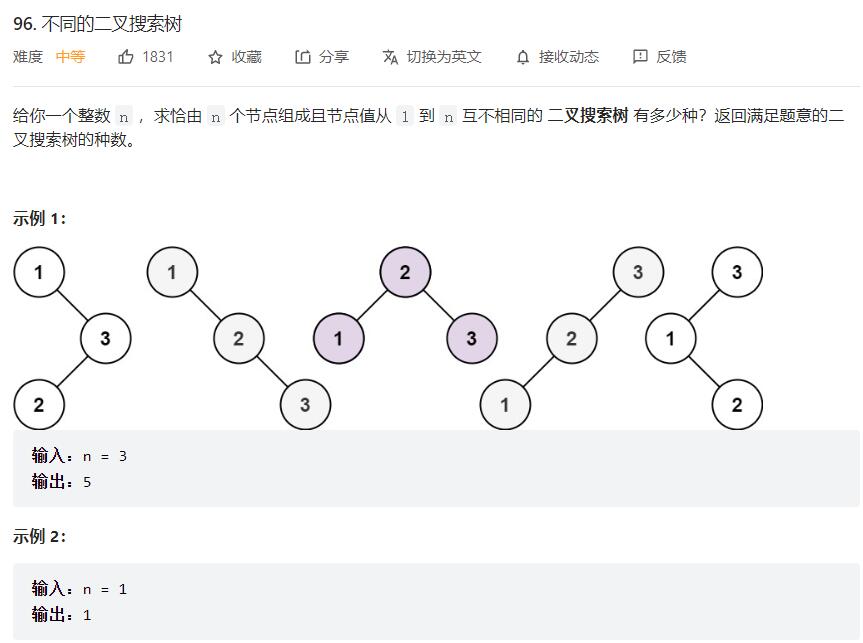 96. 不同的二叉搜索树
难度 中等 1831 收藏 分享 切换为英文 接收动态 反馈
给你一个整数 n ，求恰由 n 个节点组成且节点值从 1 到 n 互不相同的 二叉搜索树 有多少种？返回满足题意的二
叉搜索树的种数。
示例 1：
1 1 2 3 3
3 2 1 3 2 1
2 3 1 2
输入：n = 3
输出：5
示例 2：
输入：n = 1
输出：1